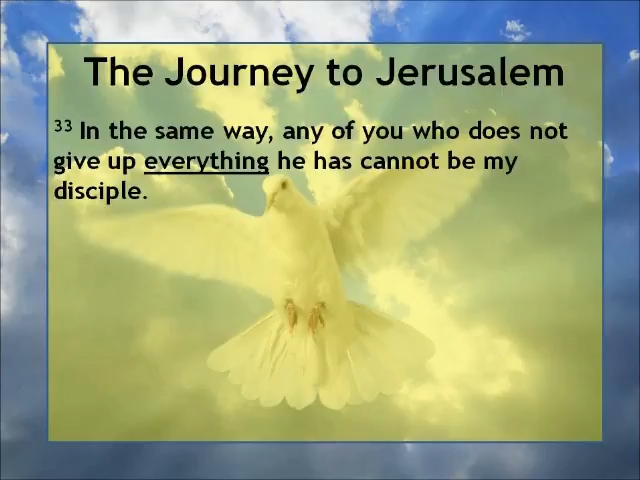 The Journey to Jerusalem
33 In the same way, any of you who does not
give up everything he has cannot be my
disciple.